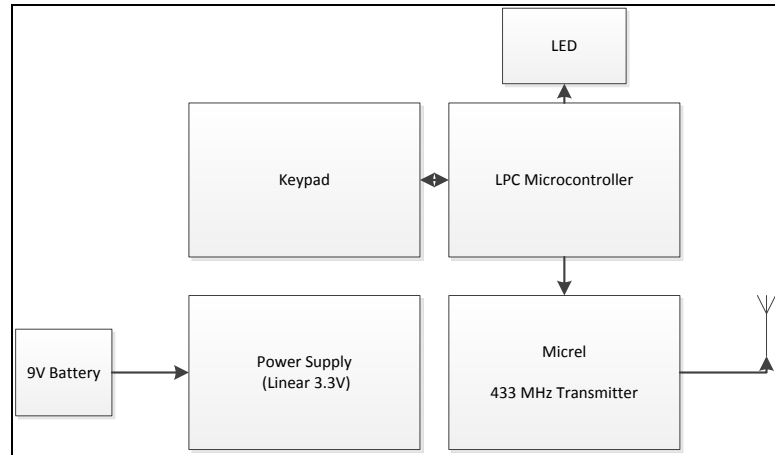 LED
Keypad
LPC Microcontroller
9V Battery
Power Supply
(Linear 3.3V)
Micrel
433 MHz Transmitter